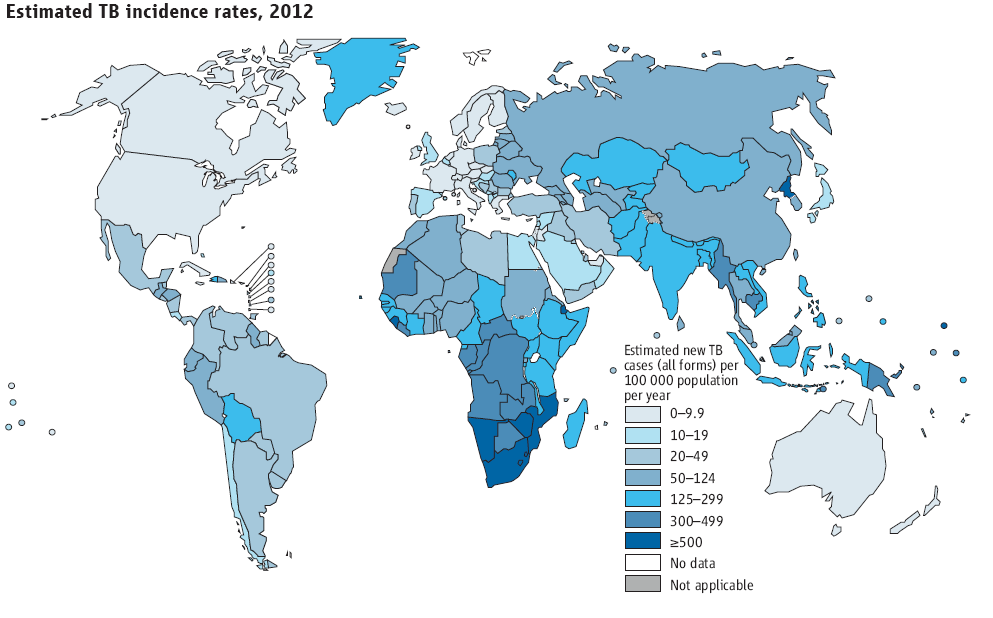 Estimated TB incidence rates, 2012
Estimated new TB
cases (all forms) per
100 000 population
per year
0–9.9
10–19
20–49
50–124
125–299
300–499
≥500
No data
Not applicable